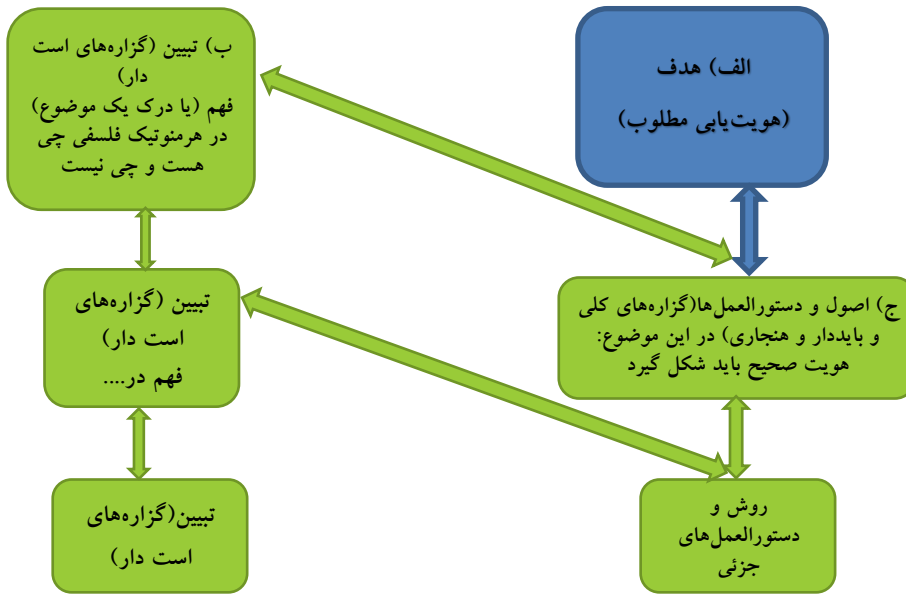 الف) هدف
(هویت‌یابی مطلوب)
ب) تبیین (گزاره‌های است
دار)
فهم (یا درک یک موضوع)
در هرمنوتیک فلسفی چی
هست و چی نیست
ج) اصول و دستورالعمل‌ها(گزاره‌های کلی
و بایددار و هنجاری) در این موضوع:
هویت صحیح باید شکل گیرد
تبیین (گزاره‌های
است دار)
فهم در....
روش و
دستورالعمل‌های
جزئی
تبیین(گزاره‌های
است دار)